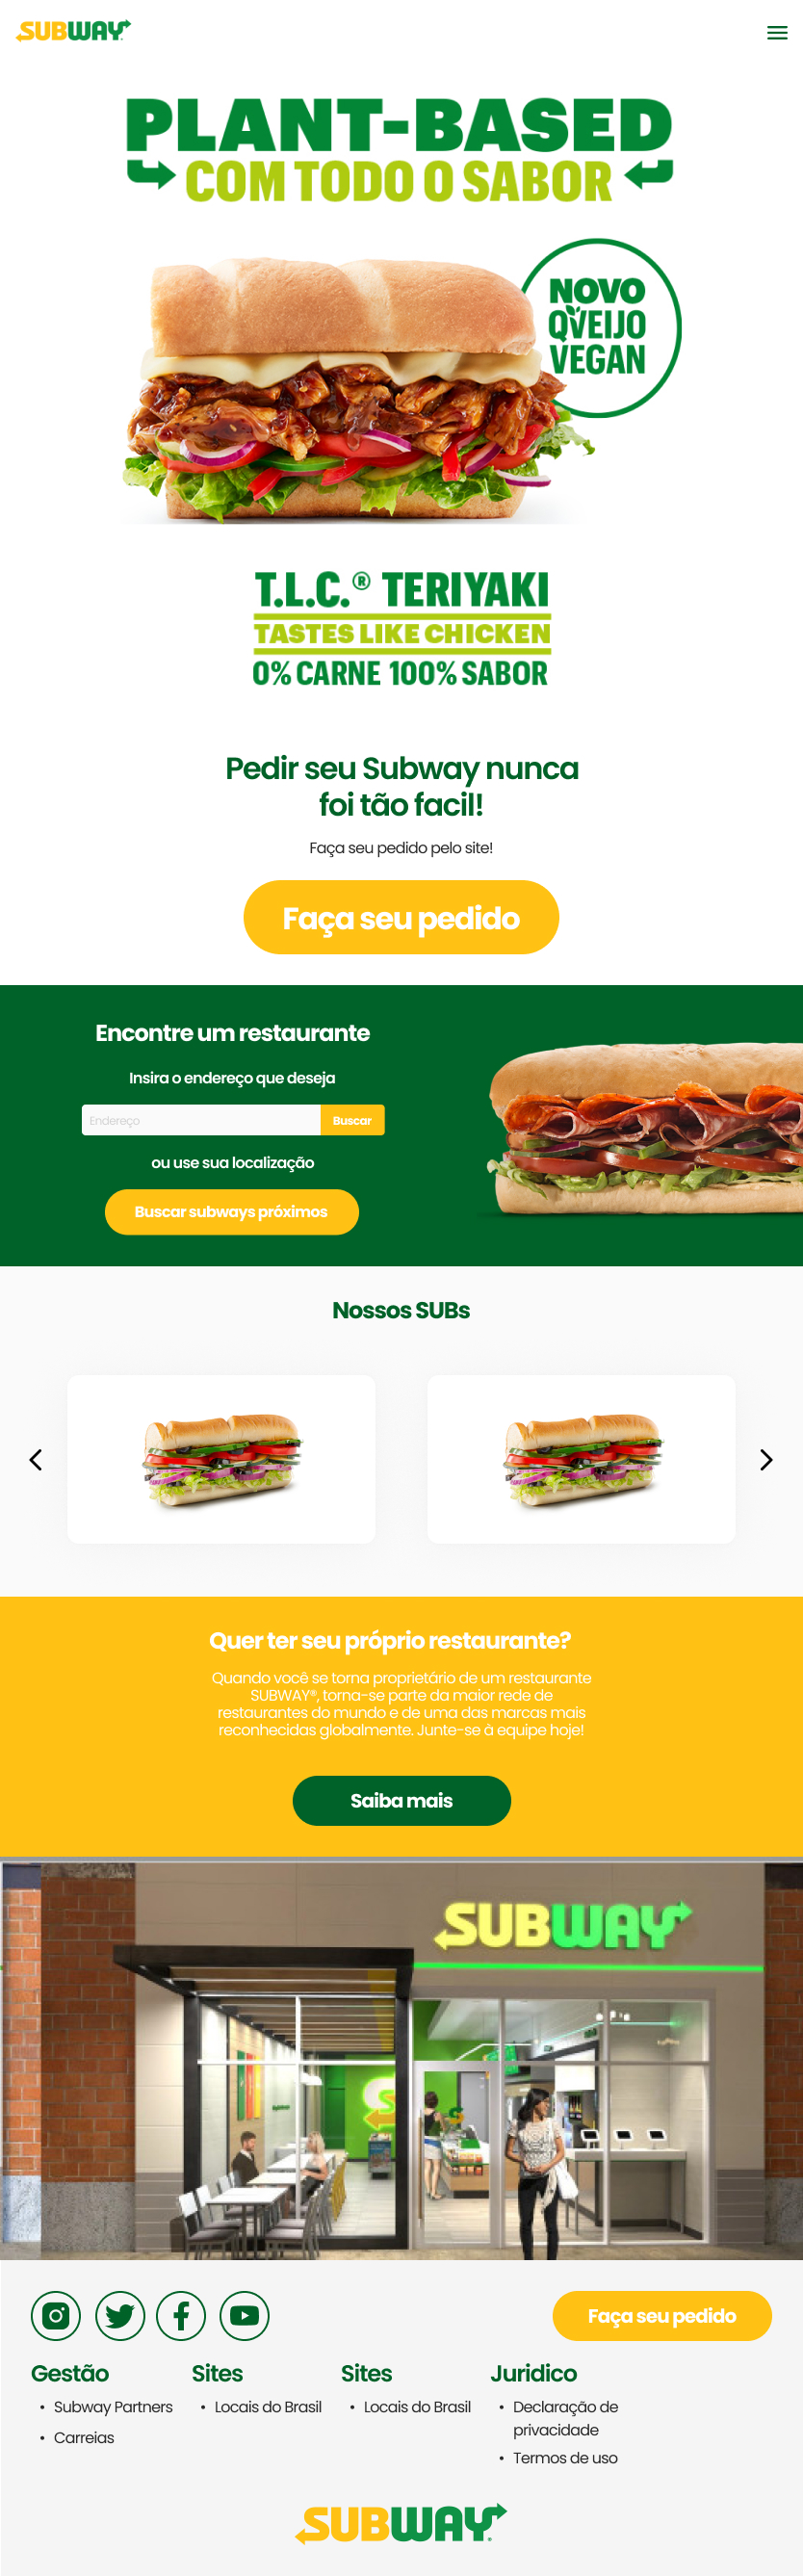 SUBWAY
PLANT-BASED
COM TODO O SABOR
NOVO
QVEIJO
VEGAN
T.L.C.® TERIYAKI
TASTES LIKE CHICKEN
0% CARNE 100% SABOR
Pedir seu Subway nunca
foi tão facil!
Faça seu pedido pelo site!
Faça seu pedido
Encontre um restaurante
Insira o endereço que deseja
Endereço
Buscar
ou use sua localização
Buscar subways próximos
Nossos SUBs
Quer ter seu próprio restaurante?
Quando você se torna proprietário de um restaurante
SUBWAY®, torna-se parte da maior rede de
restaurantes do mundo e de uma das marcas mais
reconhecidas globalmente. Junte-se à equipe hoje!
Saiba mais
SUBWAY
Faça seu pedido
Gestão
• Subway Partners
• Carreias
Sites
• Locais do Brasil
Sites
• Locais do Brasil
Juridico
• Declaração de
privacidade
• Termos de uso
SUBWAY®